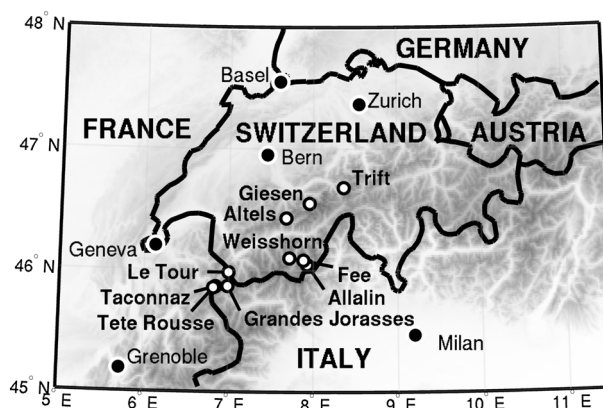 48° N
GERMANY
Basel
Zurich
FRANCE
SWITZERLAND
AUSTRIA
47° N
Bern
Trift
Giesen
Altels
Weisshorn
Geneva
46° N
Le Tour
Fee
Taconnaz
Allalin
Tete Rousse
Grandes Jorasses
Milan
Grenoble
ITALY
45° N
5° E
6° E
7° E
8° E
9° E
10° E
11° E